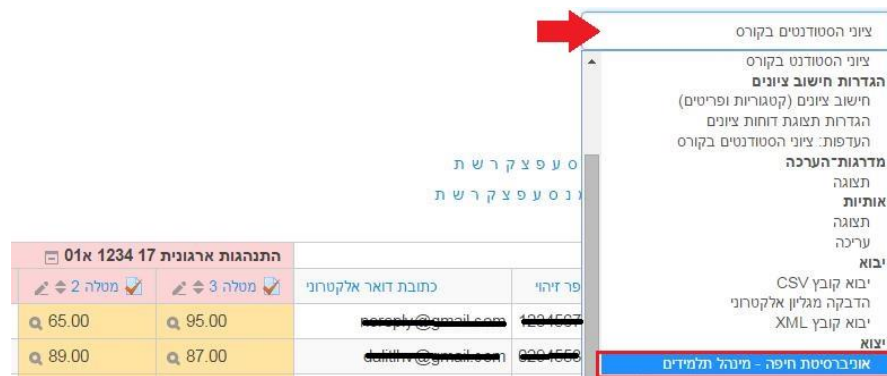 ציוני הסטודנטים בקורס
ציוני הסטודנט בקורס
הגדרות חישוב ציונים
חישוב ציונים (קטגוריות ופריטים)
הגדרות תצוגת דוחות ציונים
העדפות: ציוני הסטודנטים בקורס
מדרגות־הערכה
תצוגה
אותיות
תצוגה
עריכה
יבוא
יבוא קובץ CSV
הדבקה מגליון אלקטרוני
יבוא קובץ XML
יצוא
אוניברסיטת חיפה - מינהל תלמידים
ס ע פ צ ק ר ש ת
נ ס ע פ צ ק ר ש ת
התנהגות ארגונית 17 1234 א01
פר זיהוי כתובת דואר אלקטרוני מטלה 3 מטלה 2
95.00 65.00
87.00 89.00